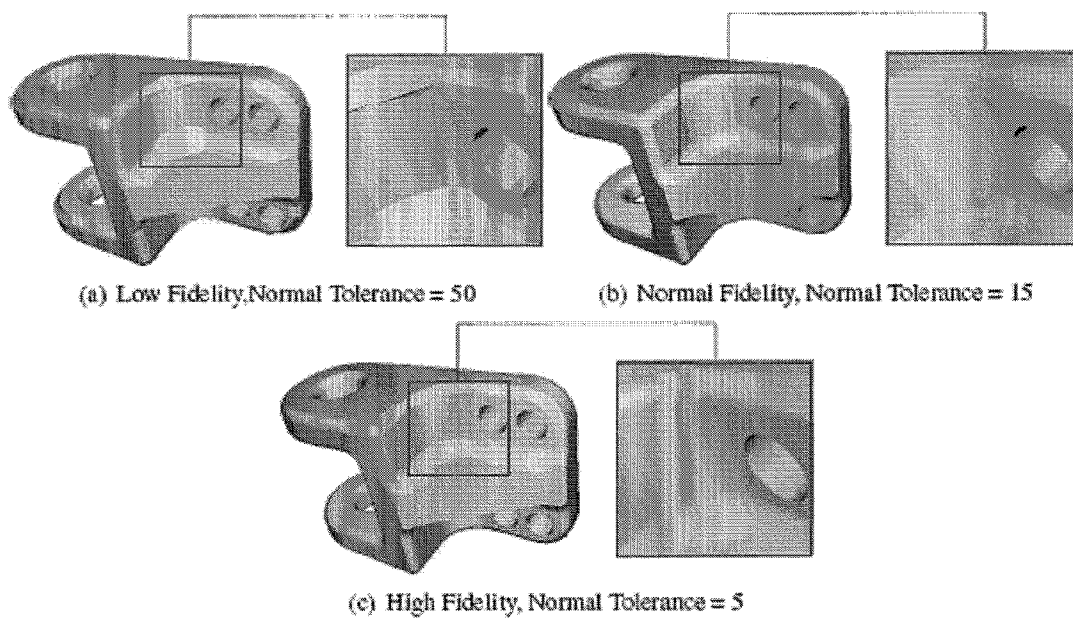 (a) Low Fidelity,Normal Tolerance = 50
(b) Normal Fidelity, Normal Tolerance = 15
(c) High Fidelity, Normal Tolerance = 5